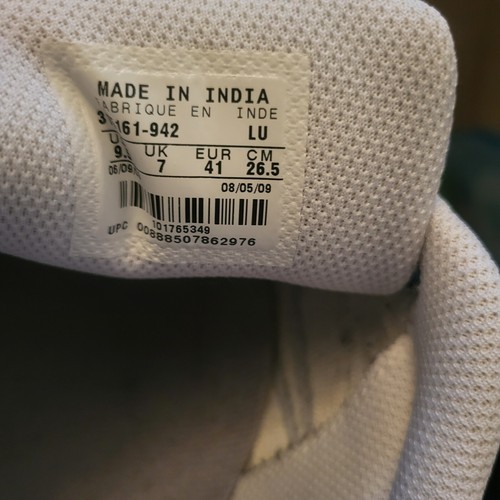 MADE IN INDIA
FABRIQUE EN INDE
161-942 LU
UK EUR CM
7 41 26.5
08/05/09
101765349
UPC 00888507862976